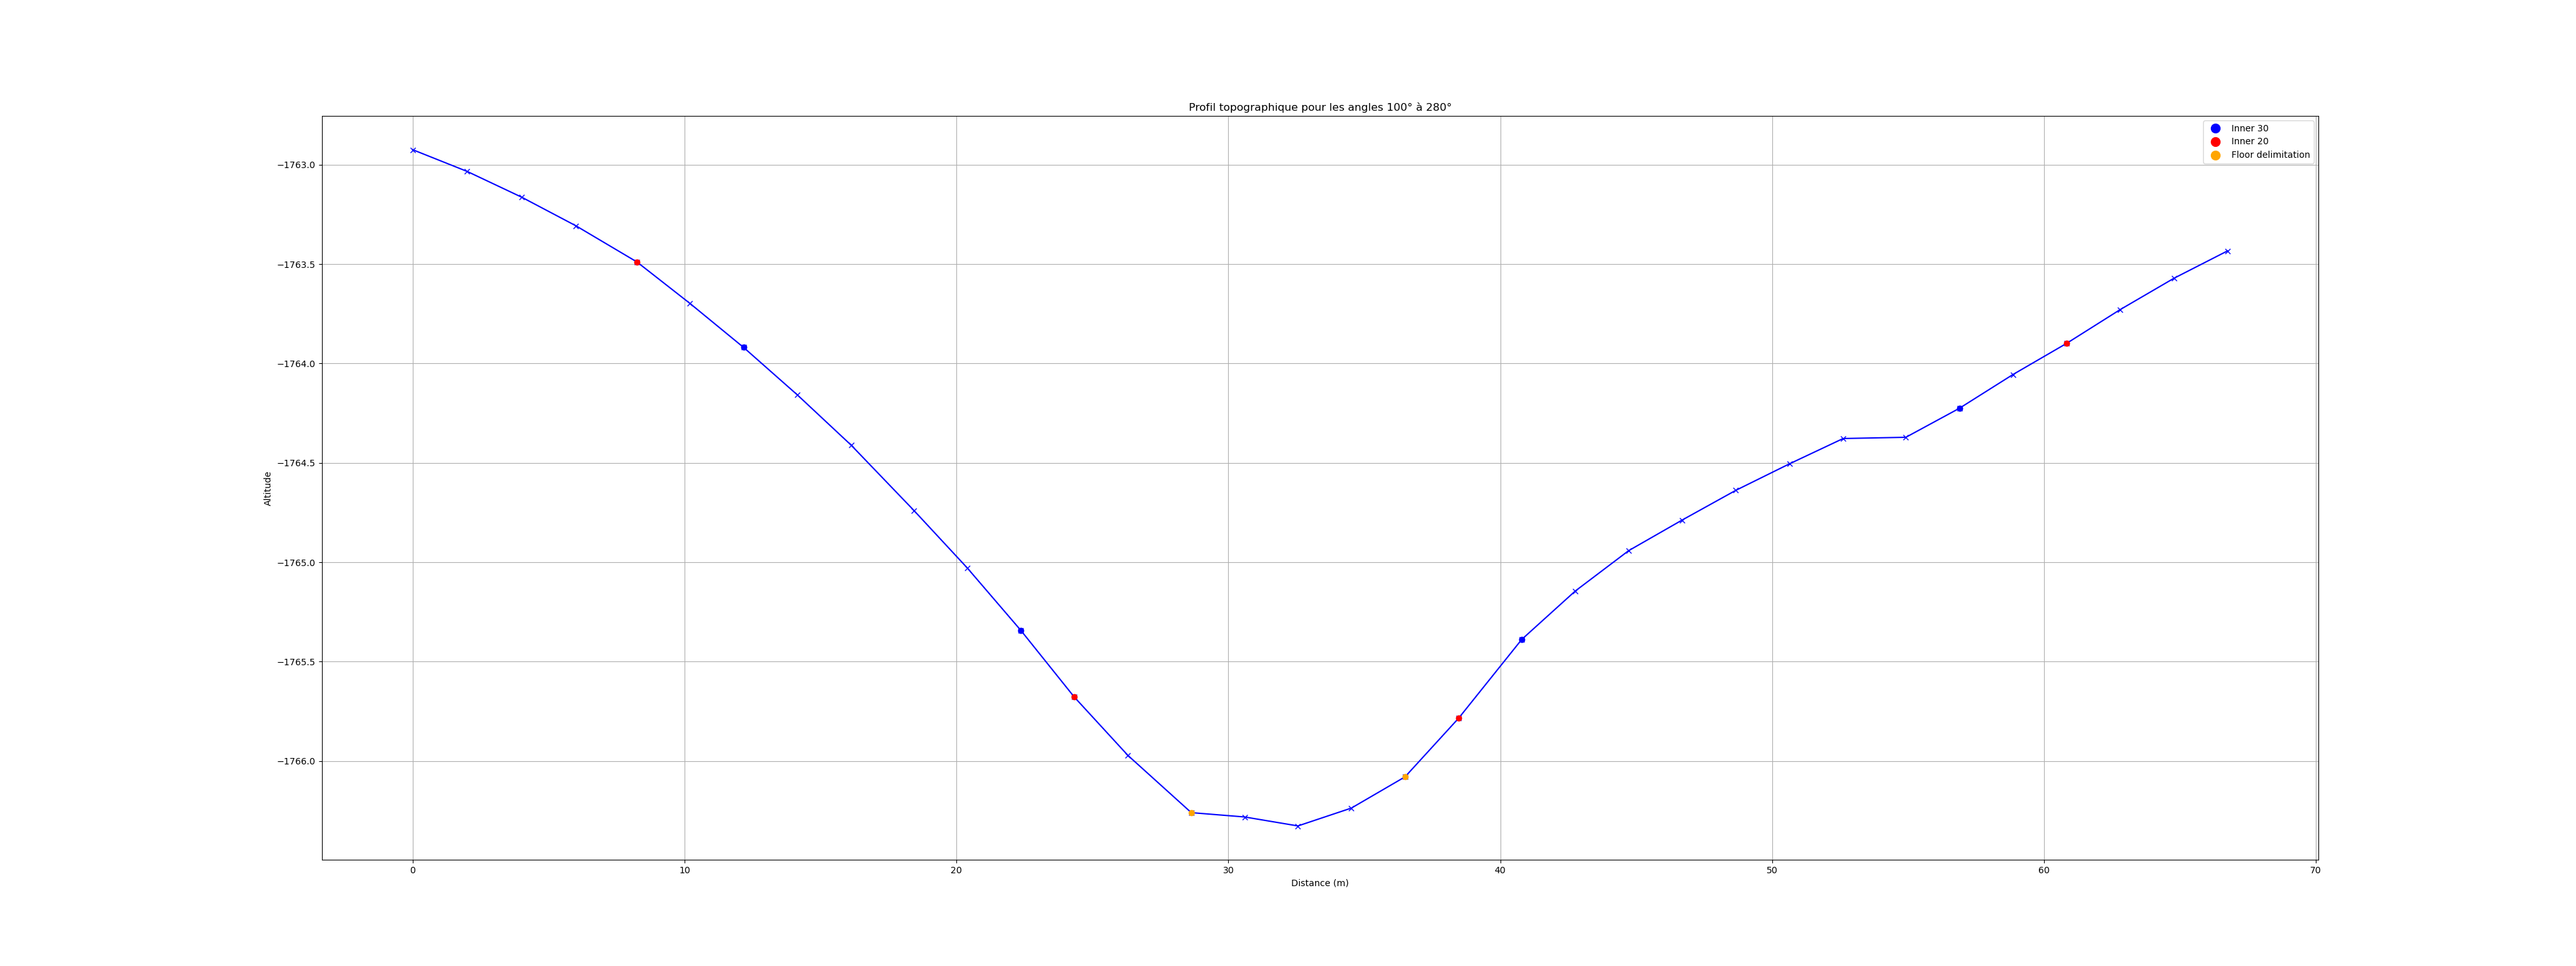 Profil topographique pour les angles 100° à 280°
Inner 30
Inner 20
Floor delimitation
Altitude
−1763.0
−1763.5
−1764.0
−1764.5
−1765.0
−1765.5
−1766.0
0 10 20 30 40 50 60 70
Distance (m)